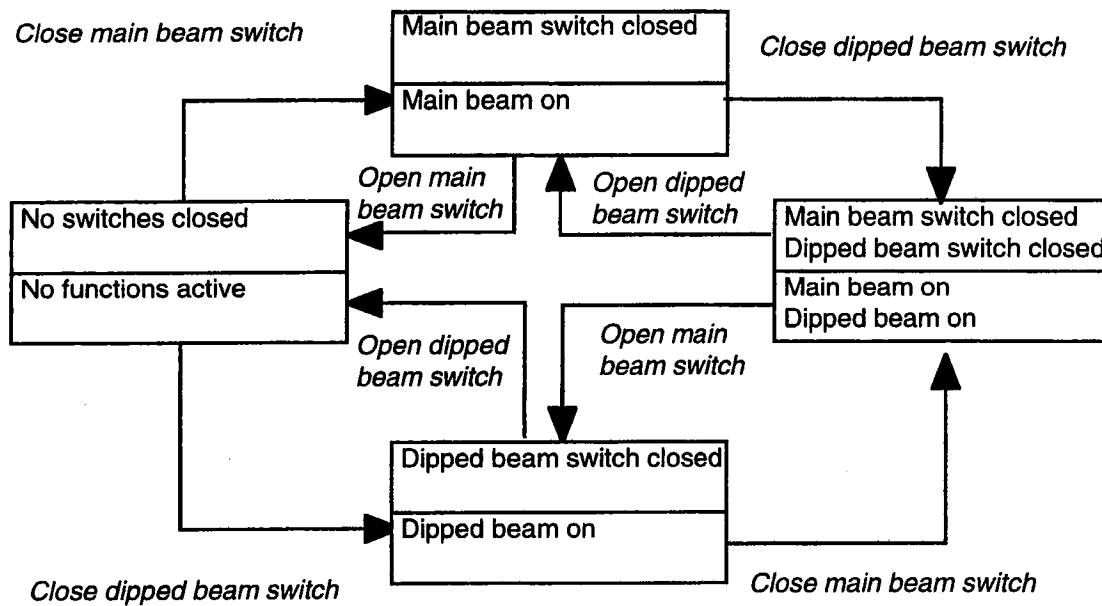 Close main beam switch
Main beam switch closed
Main beam on
Close dipped beam switch
Open main
beam switch
Open dipped
beam switch
No switches closed
No functions active
Main beam switch closed
Dipped beam switch closed
Main beam on
Dipped beam on
Open dipped
beam switch
Open main
beam switch
Dipped beam switch closed
Dipped beam on
Close dipped beam switch
Close main beam switch